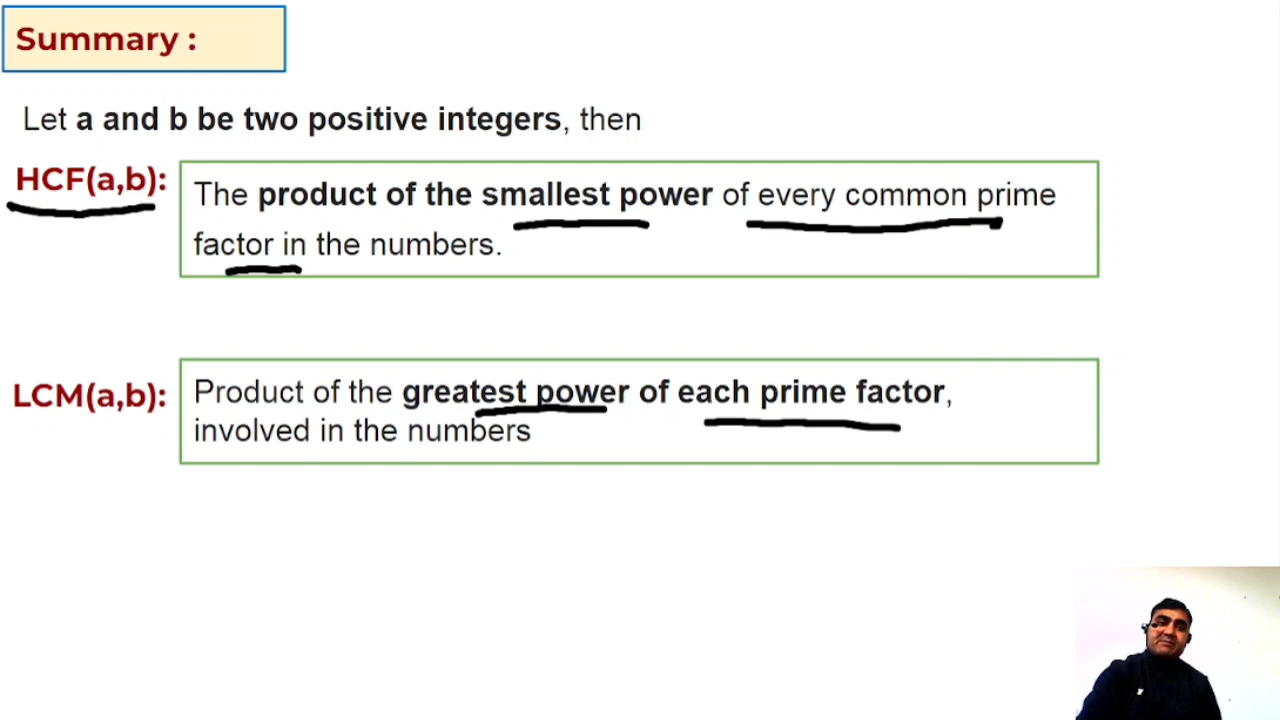 Summary :
Let a and b be two positive integers, then
HCF(a,b):
The product of the smallest power of every common prime
factor in the numbers.
LCM(a,b):
Product of the greatest power of each prime factor,
involved in the numbers